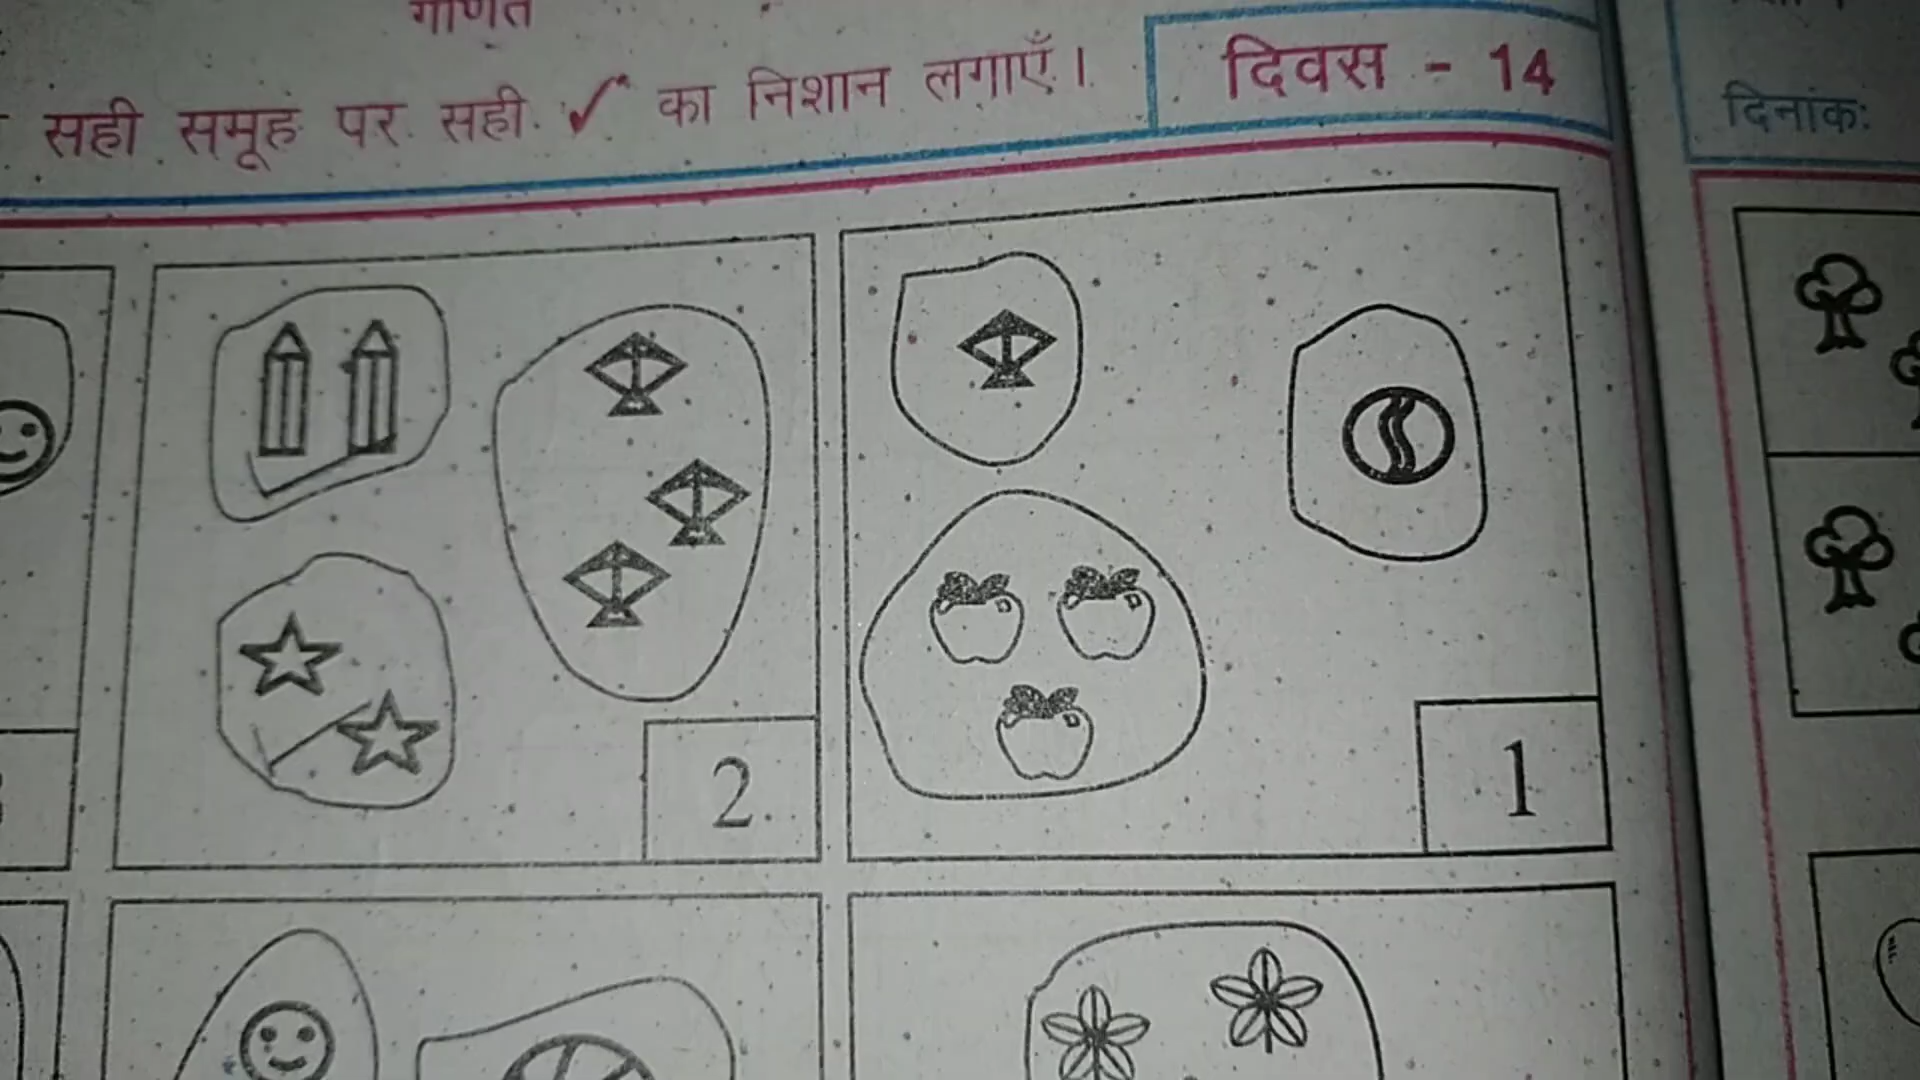 गणित
सही समूह पर सही ✓ का निशान लगाएँ।
दिवस - 14
दिनांक:
2
1